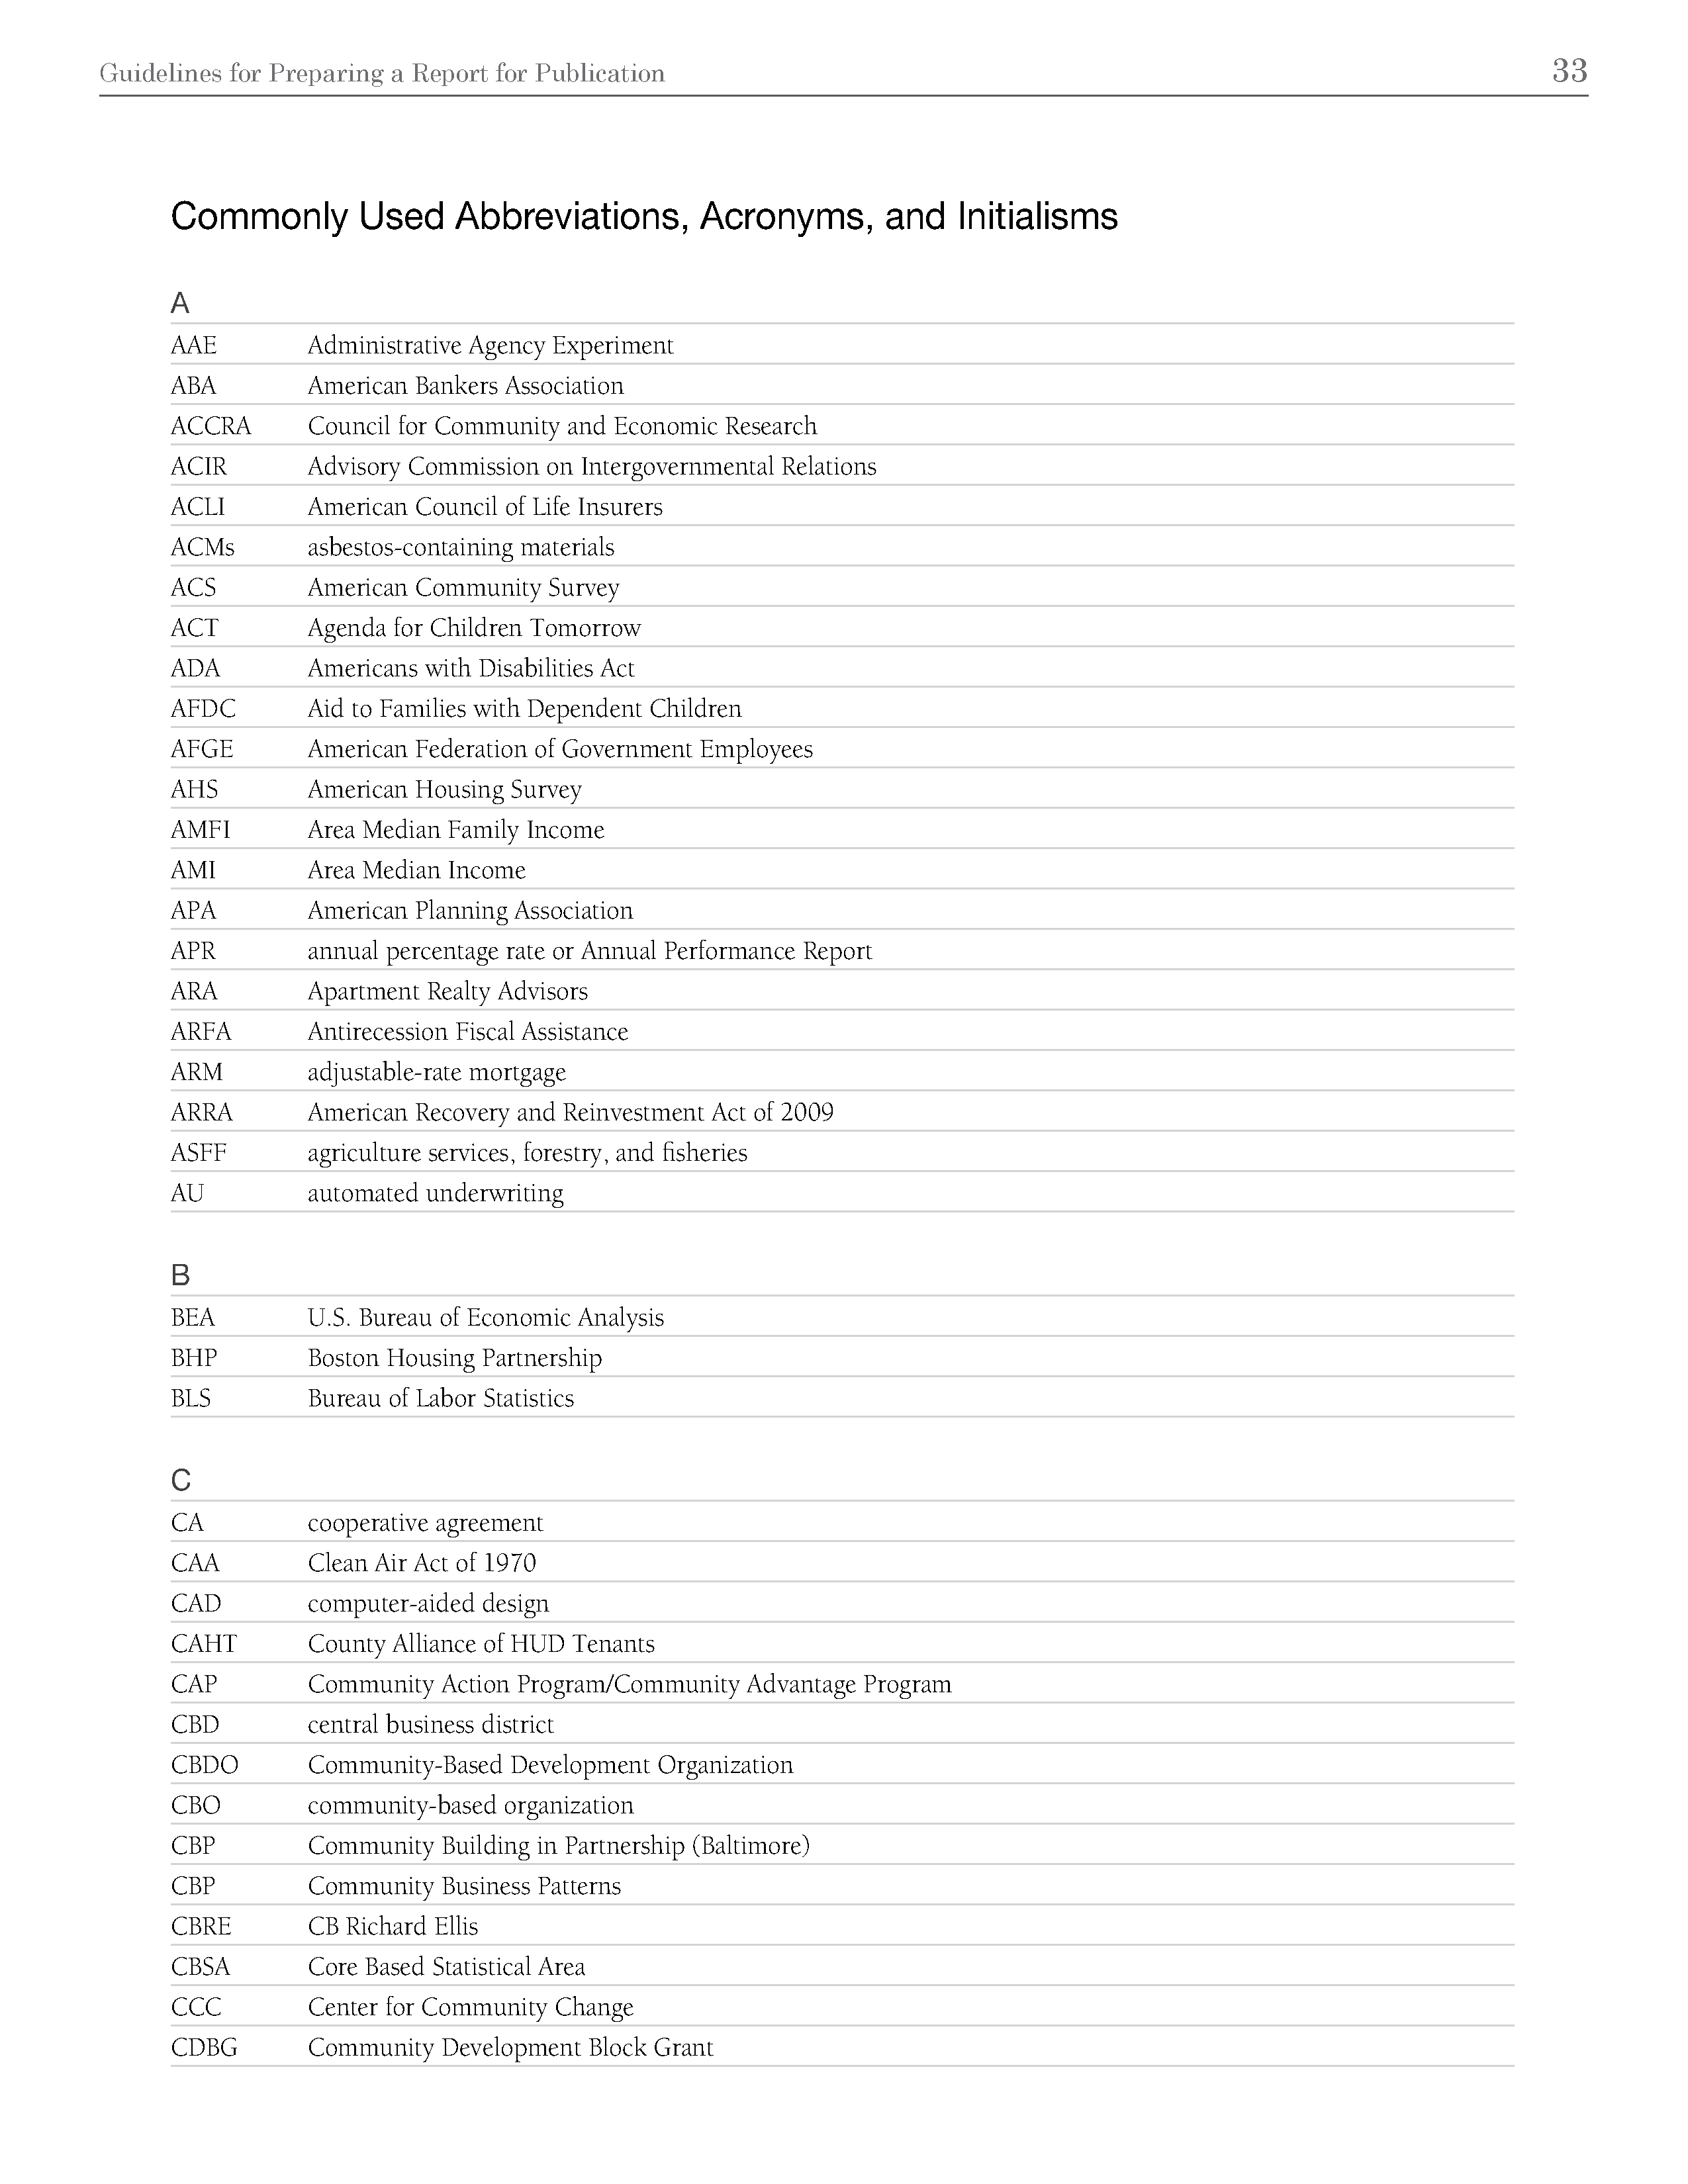 Guidelines for Preparing a Report for Publication 33
Commonly Used Abbreviations, Acronyms, and Initialisms
A
AAE Administrative Agency Experiment
ABA American Bankers Association
ACCRA Council for Community and Economic Research
ACIR Advisory Commission on Intergovernmental Relations
ACLI American Council of Life Insurers
ACMs asbestos-containing materials
ACS American Community Survey
ACT Agenda for Children Tomorrow
ADA Americans with Disabilities Act
AFDC Aid to Families with Dependent Children
AFGE American Federation of Government Employees
AHS American Housing Survey
AMFI Area Median Family Income
AMI Area Median Income
APA American Planning Association
APR annual percentage rate or Annual Performance Report
ARA Apartment Realty Advisors
ARFA Antirecession Fiscal Assistance
ARM adjustable-rate mortgage
ARRA American Recovery and Reinvestment Act of 2009
ASFF agriculture services, forestry, and fisheries
AU automated underwriting
B
BEA U.S. Bureau of Economic Analysis
BHP Boston Housing Partnership
BLS Bureau of Labor Statistics
C
CA cooperative agreement
CAA Clean Air Act of 1970
CAD computer-aided design
CAHT County Alliance of HUD Tenants
CAP Community Action Program/Community Advantage Program
CBD central business district
CBDO Community-Based Development Organization
CBO community-based organization
CBP Community Building in Partnership (Baltimore)
CBP Community Business Patterns
CBRE CB Richard Ellis
CBSA Core Based Statistical Area
CCC Center for Community Change
CDBG Community Development Block Grant